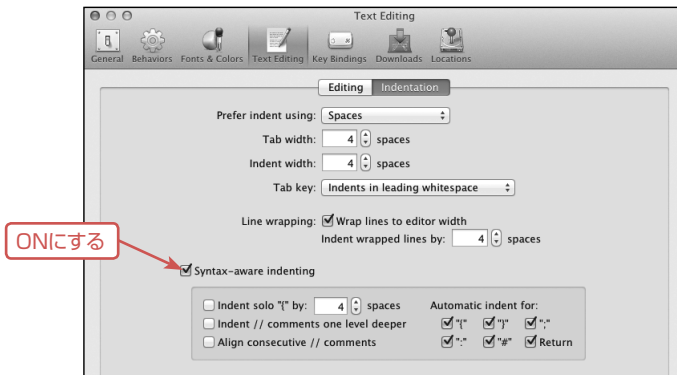 Text Editing
General Behaviors Fonts & Colors Text Editing Key Bindings Downloads Locations
Editing Indentation
Prefer indent using: Spaces
Tab width: 4 spaces
Indent width: 4 spaces
Tab key: Indents in leading whitespace
Line wrapping: Wrap lines to editor width
Indent wrapped lines by: 4 spaces
ONにする
Syntax-aware indenting
Indent solo "{" by: 4 spaces Automatic indent for:
Indent // comments one level deeper "{" "}" ";"
Align consecutive // comments ":" "#" Return